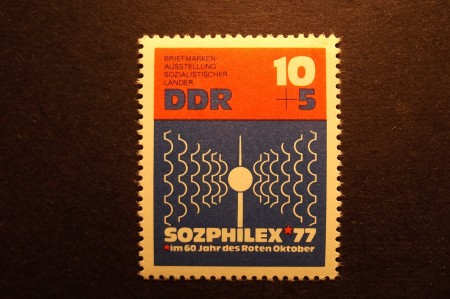 BRIEFMARKEN-
AUSSTELLUNG
SOZIALISTISCHER
LÄNDER
DDR
10
+5
SOZPHILEX*77
*im 60 Jahr des Roten Oktober